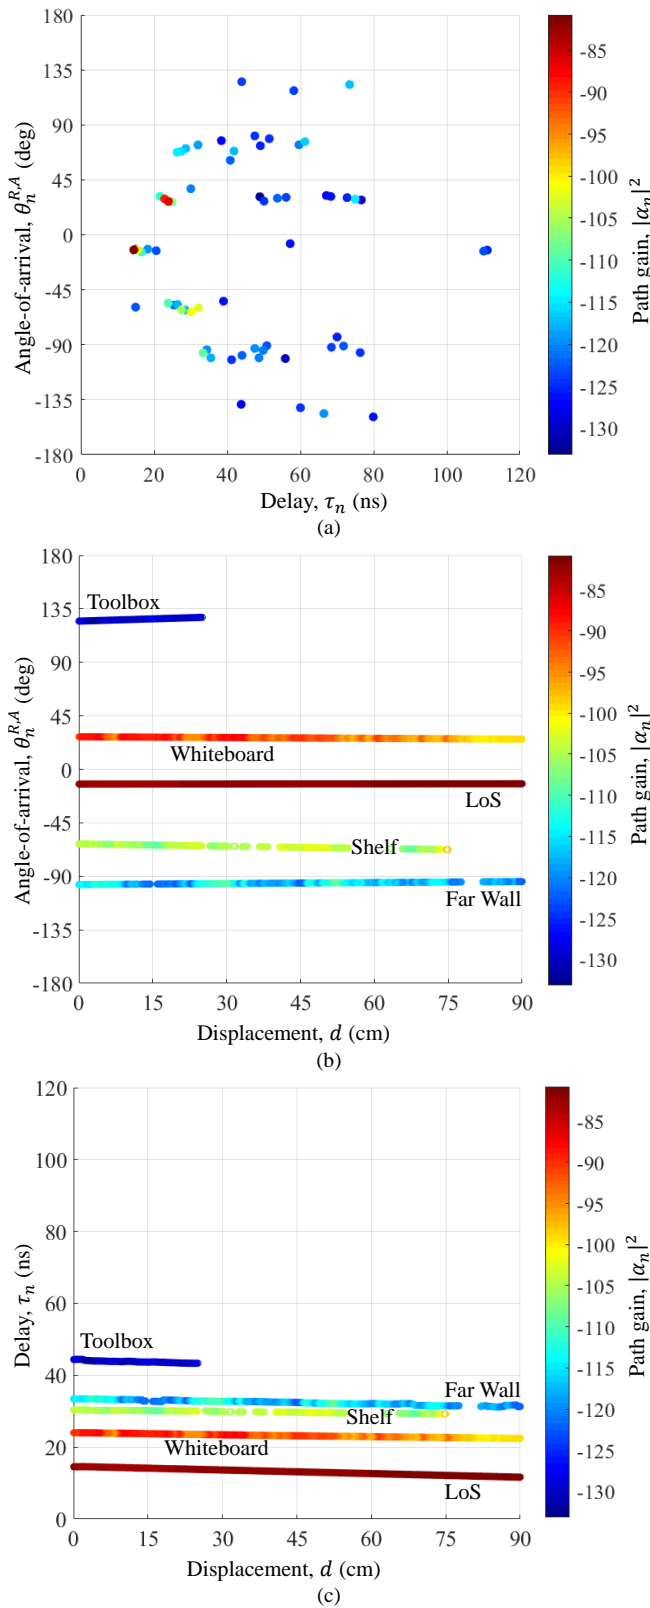 180
135
90
45
0
-45
-90
-135
-180
Angle-of-arrival, θ_n^{R,A} (deg)
0 20 40 60 80 100 120
Delay, τ_n (ns)
-85
-90
-95
-100
-105
-110
-115
-120
-125
-130
Path gain, |α_n|^2
(a)
180
135
90
45
0
-45
-90
-135
-180
Angle-of-arrival, θ_n^{R,A} (deg)
Toolbox
Whiteboard
LoS
Shelf
Far Wall
0 15 30 45 60 75 90
Displacement, d (cm)
-85
-90
-95
-100
-105
-110
-115
-120
-125
-130
Path gain, |α_n|^2
(b)
120
100
80
60
40
20
0
Delay, τ_n (ns)
Toolbox
Far Wall
Shelf
Whiteboard
LoS
0 15 30 45 60 75 90
Displacement, d (cm)
-85
-90
-95
-100
-105
-110
-115
-120
-125
-130
Path gain, |α_n|^2
(c)